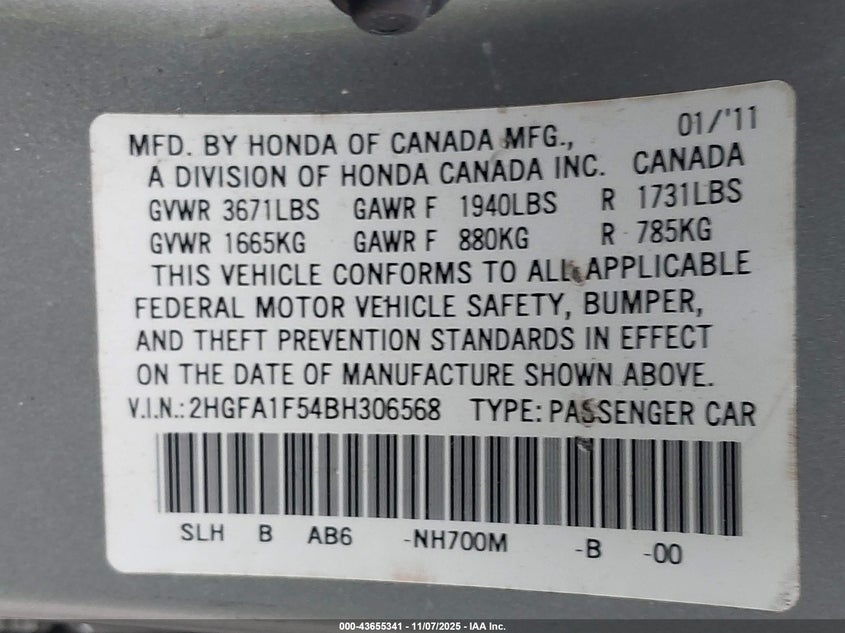 01/'11
MFD. BY HONDA OF CANADA MFG.,
A DIVISION OF HONDA CANADA INC. CANADA
GVWR 3671LBS GAWR F 1940LBS R 1731LBS
GVWR 1665KG GAWR F 880KG R 785KG
THIS VEHICLE CONFORMS TO ALL APPLICABLE
FEDERAL MOTOR VEHICLE SAFETY, BUMPER,
AND THEFT PREVENTION STANDARDS IN EFFECT
ON THE DATE OF MANUFACTURE SHOWN ABOVE.
V.I.N.: 2HGFA1F54BH306568 TYPE: PASSENGER CAR
SLH B AB6 -NH700M -B -00
000-43655341 - 11/07/2025 - IAA Inc.